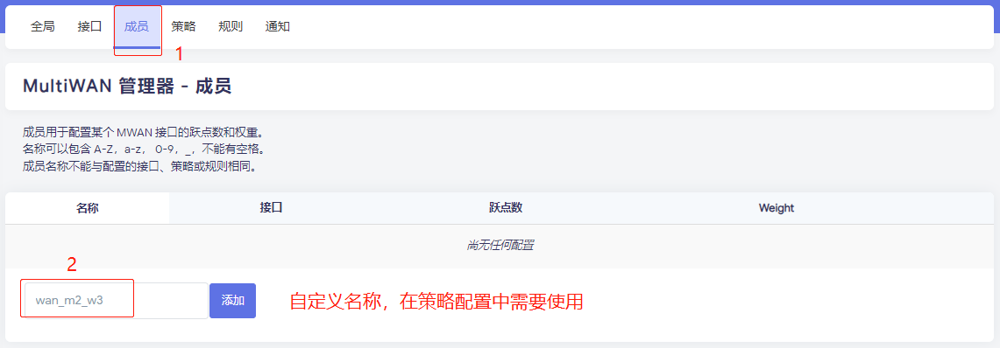 全局 接口 成员 策略 规则 通知
1
MultiWAN 管理器 - 成员
成员用于配置某个 MWAN 接口的跃点数和权重。
名称可以包含 A-Z, a-z, 0-9, _, 不能有空格。
成员名称不能与配置的接口、策略或规则相同。
名称 接口 跃点数 Weight
尚无任何配置
2
wan_m2_w3 添加 自定义名称，在策略配置中需要使用